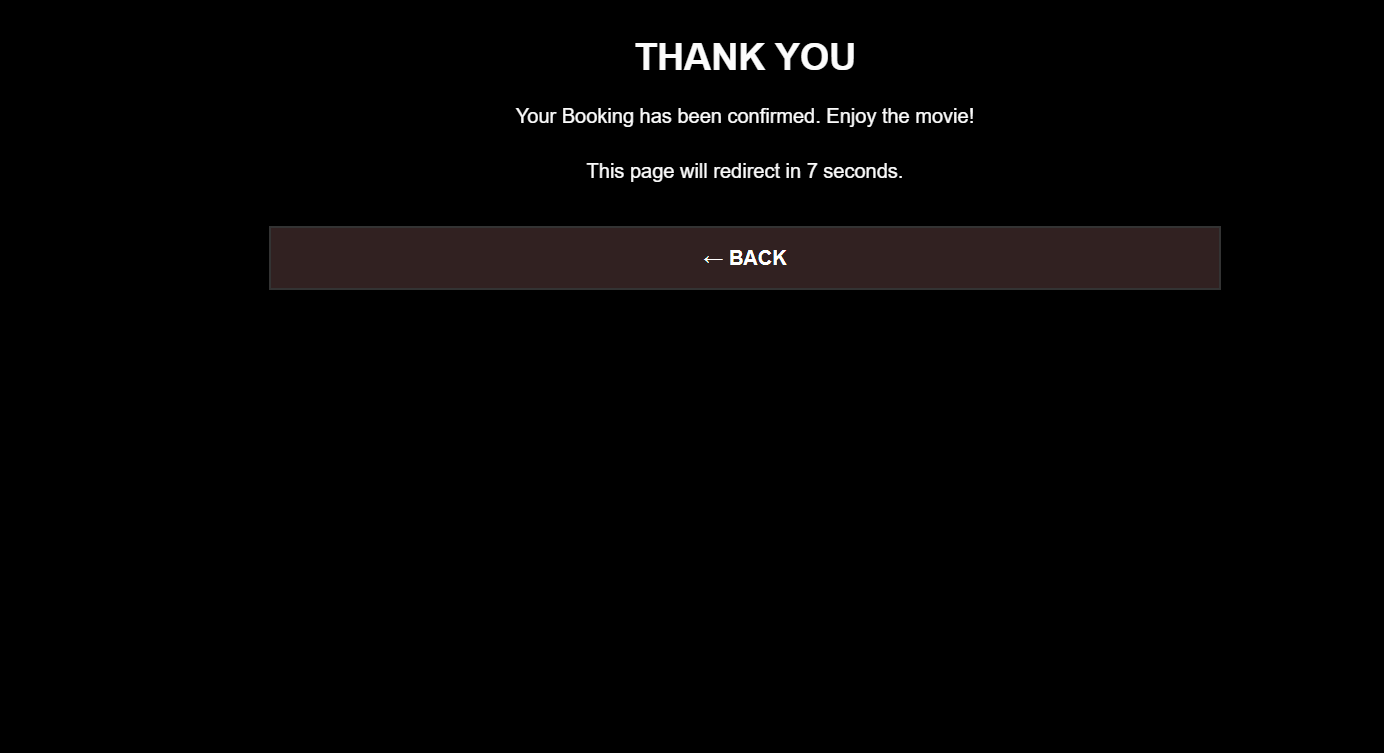 THANK YOU
Your Booking has been confirmed. Enjoy the movie!
This page will redirect in 7 seconds.
← BACK